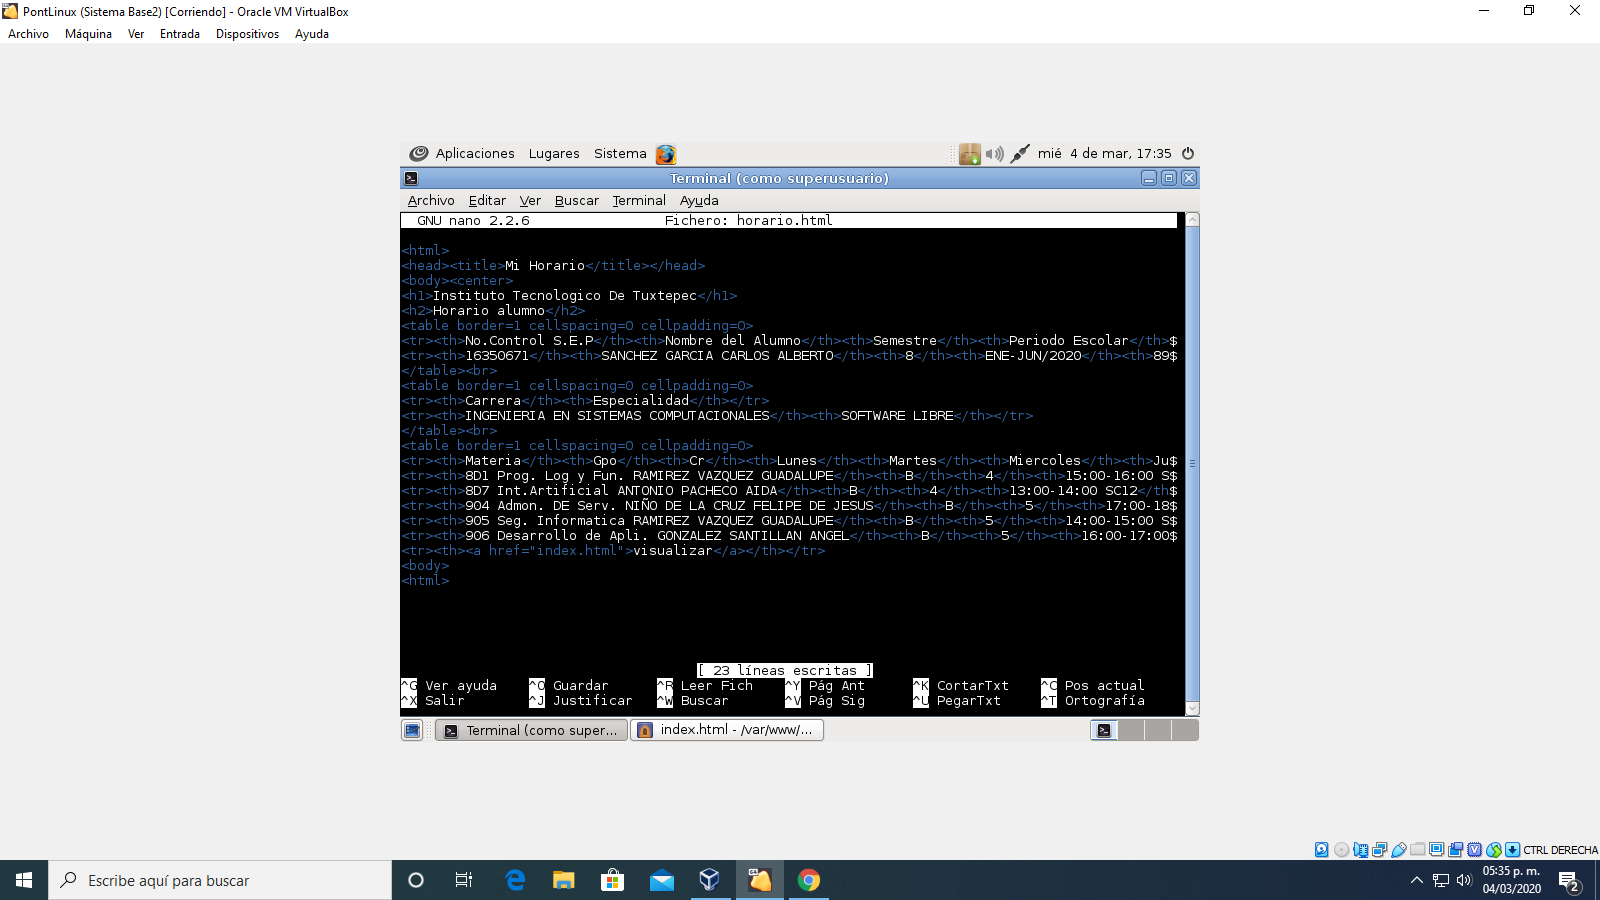 PontLinux (Sistema Base2) [Corriendo] - Oracle VM VirtualBox
Archivo Máquina Ver Entrada Dispositivos Ayuda
Aplicaciones Lugares Sistema mié 4 de mar, 17:35
Terminal (como superusuario)
Archivo Editar Ver Buscar Terminal Ayuda
GNU nano 2.2.6 Fichero: horario.html
<html>
<head><title>Mi Horario</title></head>
<body><center>
<h1>Instituto Tecnologico De Tuxtepec</h1>
<h2>Horario alumno</h2>
<table border=1 cellspacing=0 cellpadding=0>
<tr><th>No.Control S.E.P</th><th>Nombre del Alumno</th><th>Semestre</th><th>Periodo Escolar</th>$
<tr><th>16350671</th><th>SANCHEZ GARCIA CARLOS ALBERTO</th><th>8</th><th>ENE-JUN/2020</th><th>89$
</table><br>
<table border=1 cellspacing=0 cellpadding=0>
<tr><th>Carrera</th><th>Especialidad</th></tr>
<tr><th>INGENIERIA EN SISTEMAS COMPUTACIONALES</th><th>SOFTWARE LIBRE</th></tr>
</table><br>
<table border=1 cellspacing=0 cellpadding=0>
<tr><th>Materia</th><th>Gpo</th><th>Cr</th><th>Lunes</th><th>Martes</th><th>Miercoles</th><th>Ju$
<tr><th>8D1 Prog. Log y Fun. RAMIREZ VAZQUEZ GUADALUPE</th><th>B</th><th>4</th><th>15:00-16:00 S$
<tr><th>8D7 Int.Artificial ANTONIO PACHECO AIDA</th><th>B</th><th>4</th><th>13:00-14:00 SC12</th$
<tr><th>904 Admon. DE Serv. NIÑO DE LA CRUZ FELIPE DE JESUS</th><th>B</th><th>5</th><th>17:00-18$
<tr><th>905 Seg. Informatica RAMIREZ VAZQUEZ GUADALUPE</th><th>B</th><th>5</th><th>14:00-15:00 S$
<tr><th>906 Desarrollo de Apli. GONZALEZ SANTILLAN ANGEL</th><th>B</th><th>5</th><th>16:00-17:00$
<tr><th><a href="index.html">visualizar</a></th></tr>
<body>
<html>
[ 23 líneas escritas ]
^G Ver ayuda ^O Guardar ^R Leer Fich ^Y Pág Ant ^K CortarTxt ^C Pos actual
^X Salir ^J Justificar ^W Buscar ^V Pág Sig ^U PegarTxt ^T Ortografía
Terminal (como super... index.html - /var/www/...
CTRL DERECHA
Escribe aquí para buscar
05:35 p. m.
04/03/2020
2